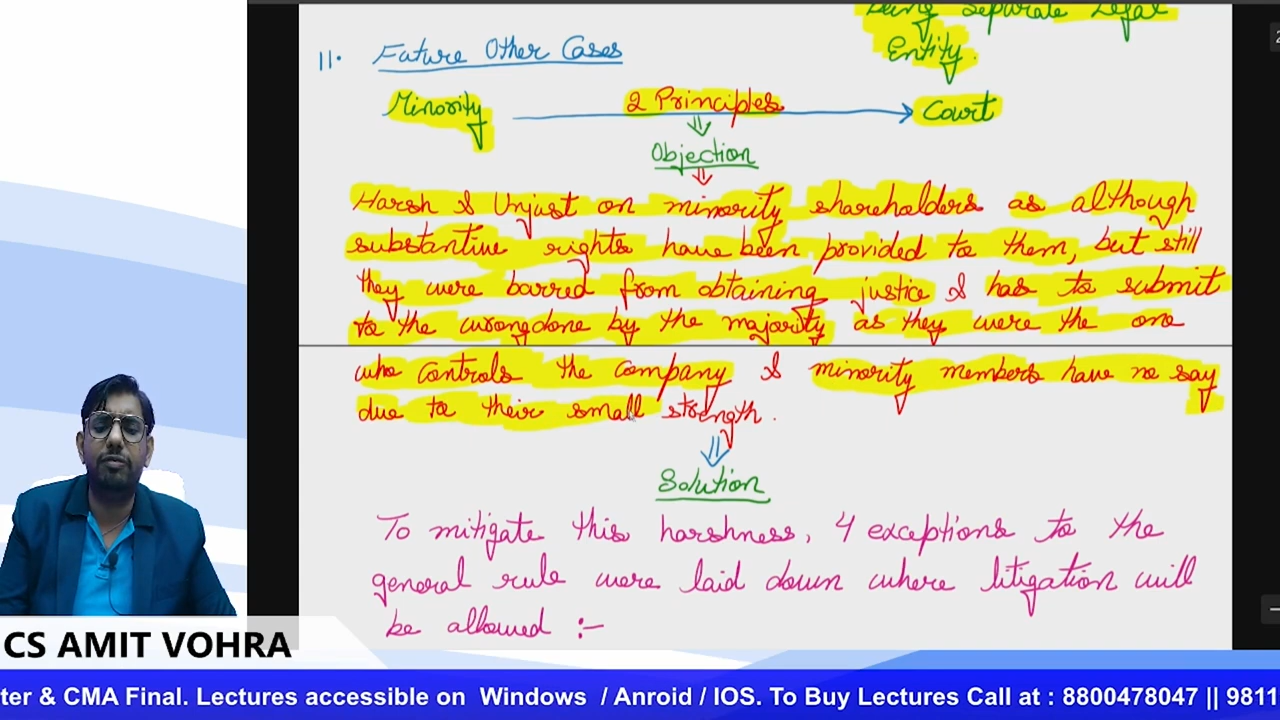 Being Separate Legal
Entity.
11. Future Other Cases
Minority 2 Principles Court
Objection
Harsh & Unjust on minority shareholders as although
substantive rights have been provided to them, but still
they were barred from obtaining justice & has to submit
to the wrongdone by the majority as they were the one
who controls the company & minority members have no say
due to their small strength.
Solution
To mitigate this harshness, 4 exceptions to the
general rule were laid down where litigation will
be allowed :-
CS AMIT VOHRA
ter & CMA Final. Lectures accessible on Windows / Anroid / IOS. To Buy Lectures Call at : 8800478047 || 9811